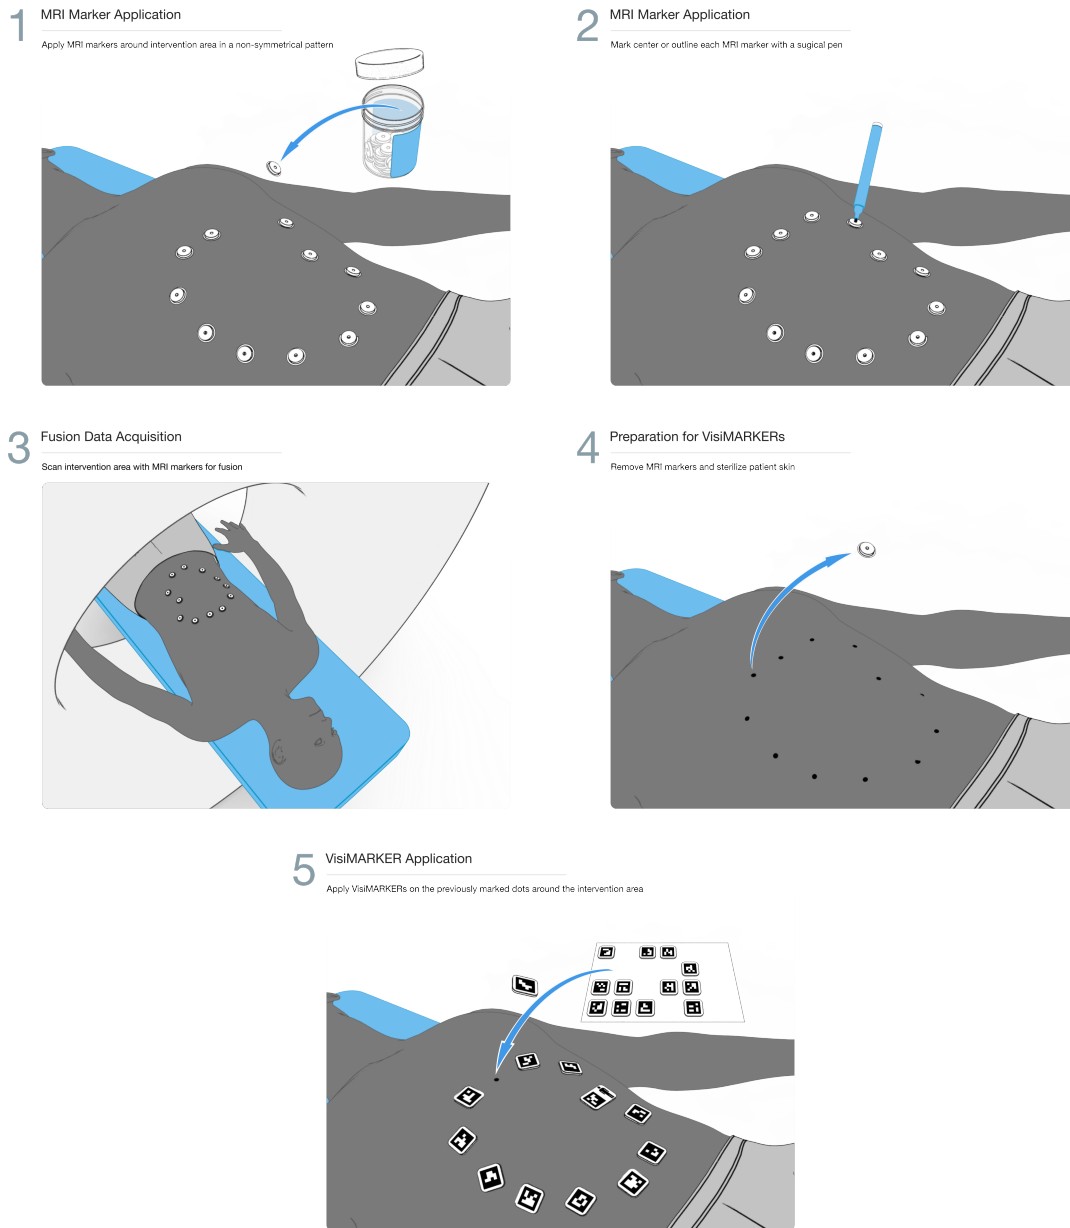 1
MRI Marker Application
Apply MRI markers around intervention area in a non-symmetrical pattern
2
MRI Marker Application
Mark center or outline each MRI marker with a sugical pen
3
Fusion Data Acquisition
Scan intervention area with MRI markers for fusion
4
Preparation for VisiMARKERs
Remove MRI markers and sterilize patient skin
5
VisiMARKER Application
Apply VisiMARKERs on the previously marked dots around the intervention area